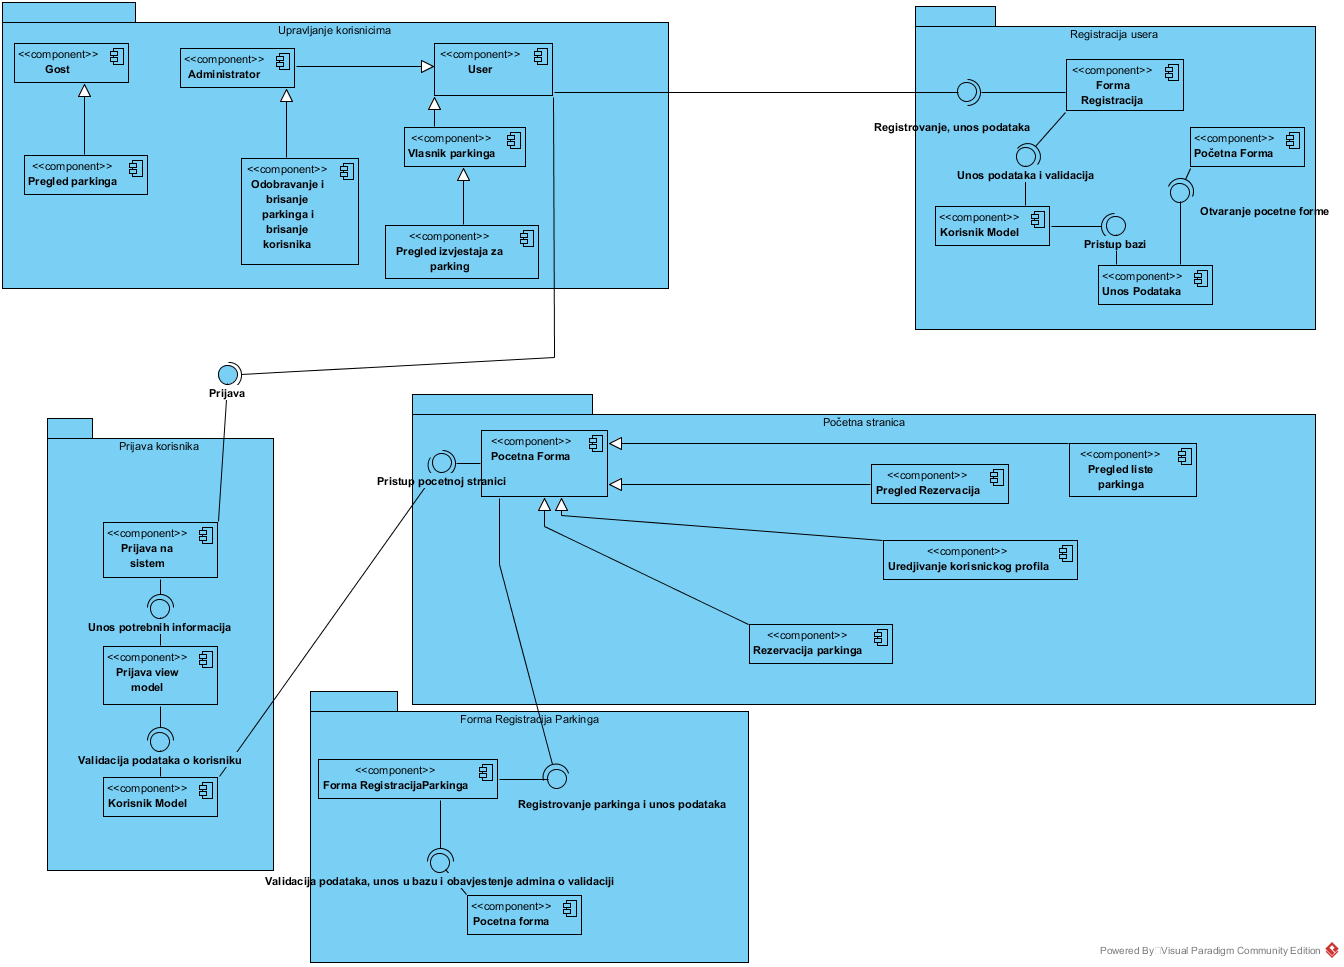 Upravljanje korisnicima
<<component>>
Gost
<<component>>
Administrator
<<component>>
User
<<component>>
Pregled parkinga
<<component>>
Odobravanje i
brisanje
parkinga i
brisanje
korisnika
<<component>>
Vlasnik parkinga
<<component>>
Pregled izvjestaja za
parking
Registracija usera
<<component>>
Forma
Registracija
Registrovanje, unos podataka
<<component>>
Početna Forma
Unos podataka i validacija
Otvaranje pocetne forme
<<component>>
Korisnik Model
Pristup bazi
<<component>>
Unos Podataka
Prijava
Prijava korisnika
<<component>>
Prijava na
sistem
Unos potrebnih informacija
<<component>>
Prijava view
model
Validacija podataka o korisniku
<<component>>
Korisnik Model
Početna stranica
<<component>>
Pocetna Forma
Pristup pocetnoj stranici
<<component>>
Pregled liste
parkinga
<<component>>
Pregled Rezervacija
<<component>>
Uredjivanje korisnickog profila
<<component>>
Rezervacija parkinga
Forma Registracija Parkinga
<<component>>
Forma RegistracijaParkinga
Registrovanje parkinga i unos podataka
Validacija podataka, unos u bazu i obavjestenje admina o validaciji
<<component>>
Pocetna forma
Powered By Visual Paradigm Community Edition